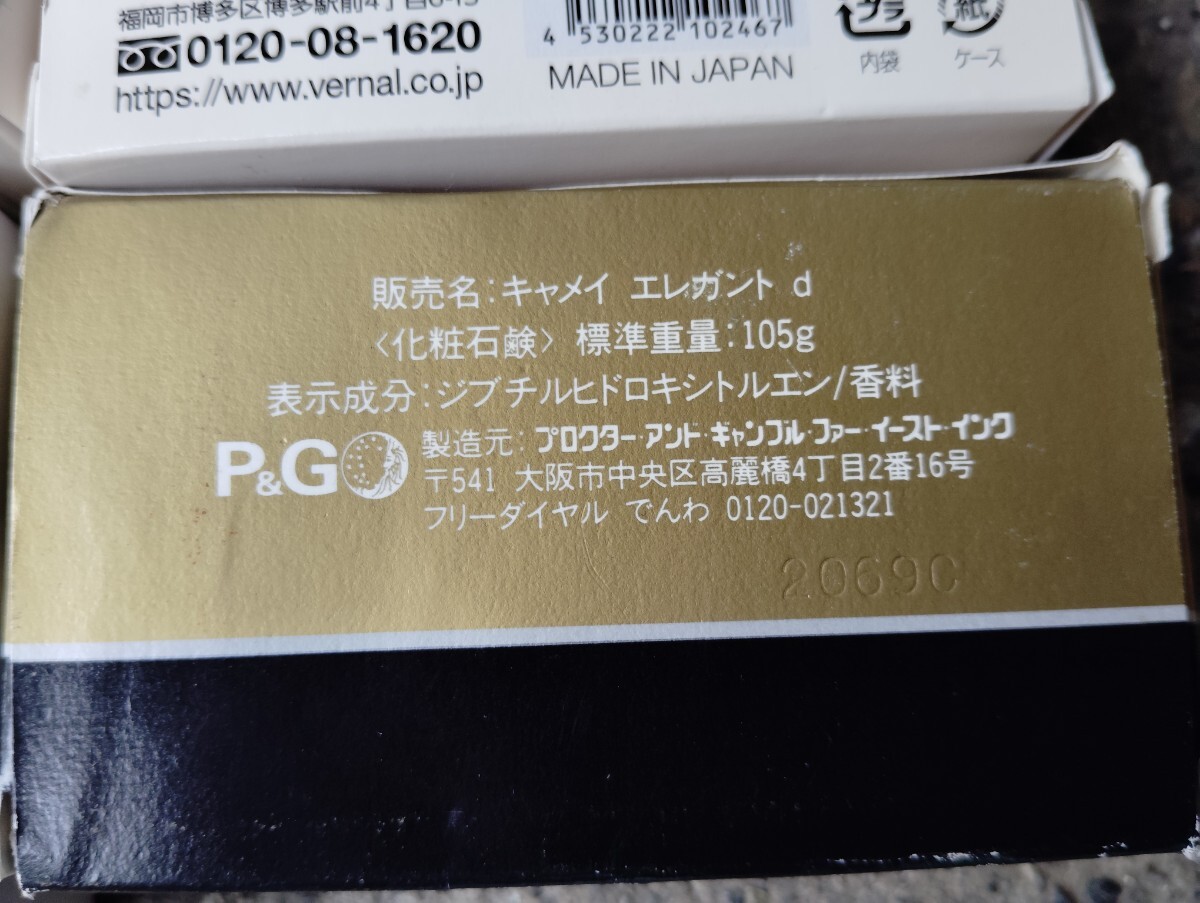 福岡市博多区博多駅前4丁目
0120-08-1620
https://www.vernal.co.jp
4 530222 102467
MADE IN JAPAN
プラ
内袋
紙
ケース
販売名:キャメイ エレガント d
〈化粧石鹸〉 標準重量:105g
表示成分:ジブチルヒドロキシトルエン/香料
P&G
製造元:プロクター・アンド・ギャンブル・ファー・イースト・インク
〒541 大阪市中央区高麗橋4丁目2番16号
フリーダイヤル でんわ 0120-021321
2069C